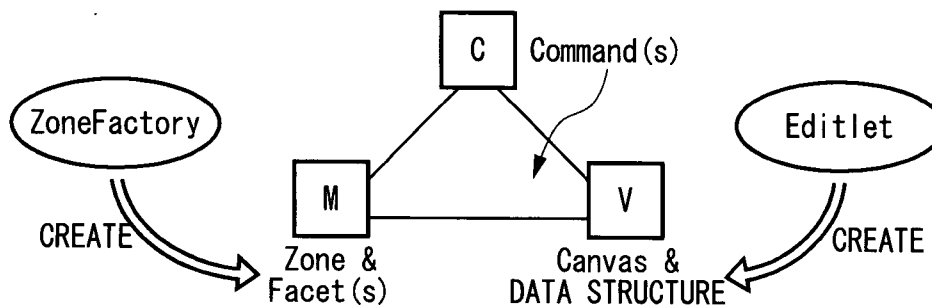 C
Command(s)
ZoneFactory
Editlet
M
V
CREATE
CREATE
Zone &
Facet(s)
Canvas &
DATA STRUCTURE